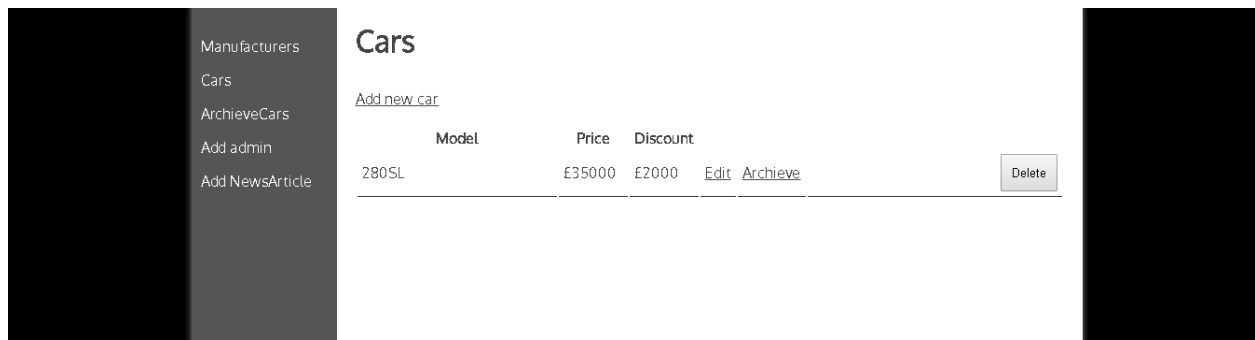 Manufacturers
Cars
ArchieveCars
Add admin
Add NewsArticle
Cars
Add new car
Model Price Discount
280SL £35000 £2000 Edit Archieve Delete